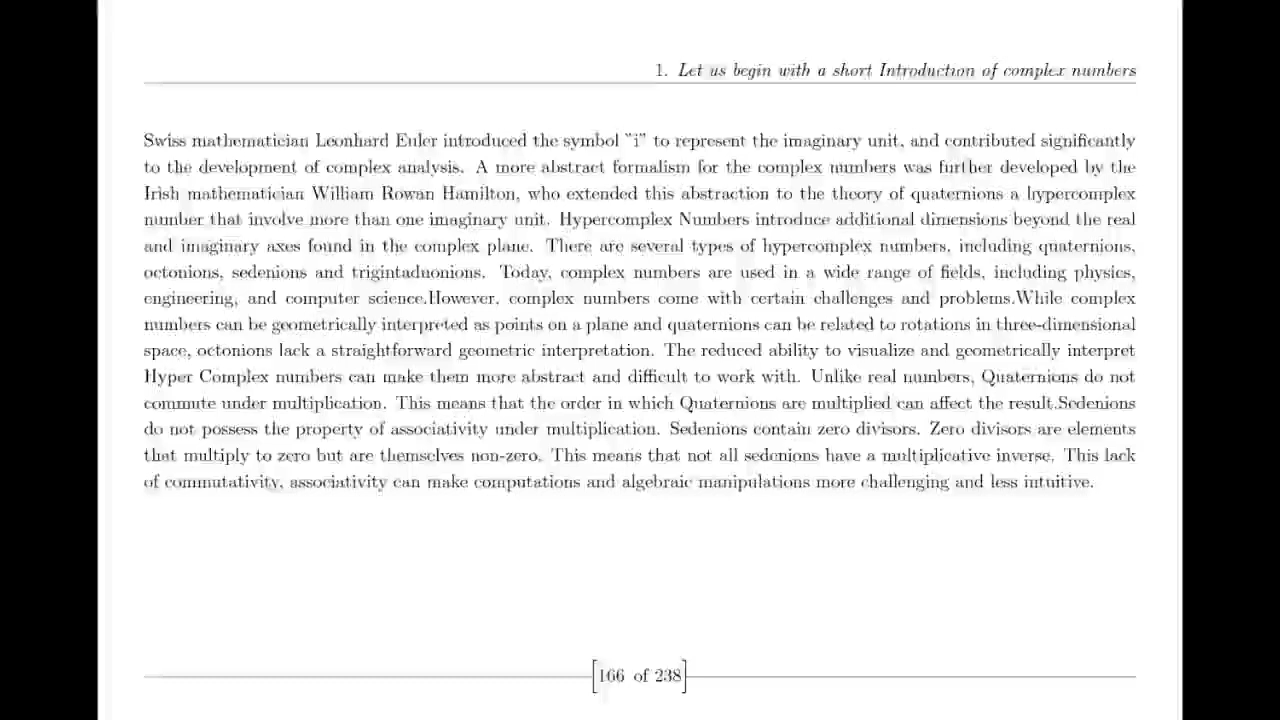 1. Let us begin with a short Introduction of complex numbers
Swiss mathematician Leonhard Euler introduced the symbol "i" to represent the imaginary unit, and contributed significantly
to the development of complex analysis. A more abstract formalism for the complex numbers was further developed by the
Irish mathematician William Rowan Hamilton, who extended this abstraction to the theory of quaternions a hypercomplex
number that involve more than one imaginary unit. Hypercomplex Numbers introduce additional dimensions beyond the real
and imaginary axes found in the complex plane. There are several types of hypercomplex numbers, including quaternions,
octonions, sedenions and trigintaduonions. Today, complex numbers are used in a wide range of fields, including physics,
engineering, and computer science.However, complex numbers come with certain challenges and problems.While complex
numbers can be geometrically interpreted as points on a plane and quaternions can be related to rotations in three-dimensional
space, octonions lack a straightforward geometric interpretation. The reduced ability to visualize and geometrically interpret
Hyper Complex numbers can make them more abstract and difficult to work with. Unlike real numbers, Quaternions do not
commute under multiplication. This means that the order in which Quaternions are multiplied can affect the result.Sedenions
do not possess the property of associativity under multiplication. Sedenions contain zero divisors. Zero divisors are elements
that multiply to zero but are themselves non-zero. This means that not all sedenions have a multiplicative inverse. This lack
of commutativity, associativity can make computations and algebraic manipulations more challenging and less intuitive.
[166 of 238]